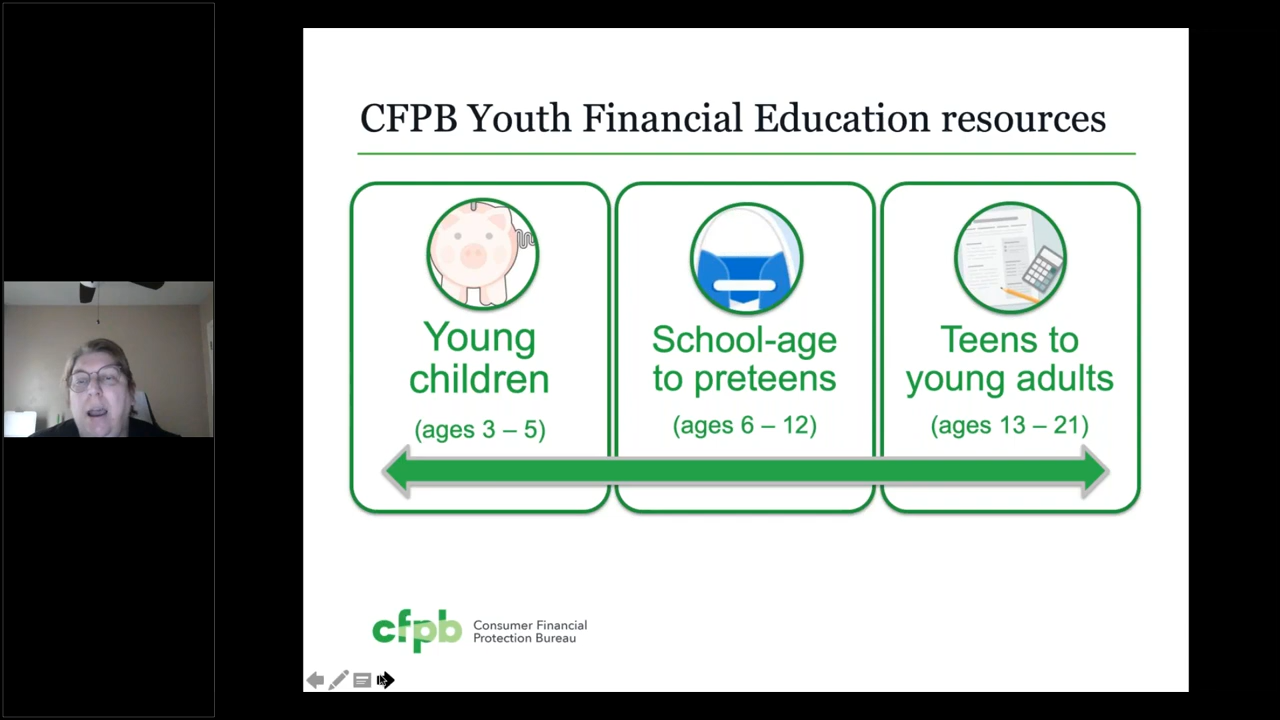 CFPB Youth Financial Education resources
Young
children
(ages 3 – 5)
School-age
to preteens
(ages 6 – 12)
Teens to
young adults
(ages 13 – 21)
cfpb
Consumer Financial
Protection Bureau